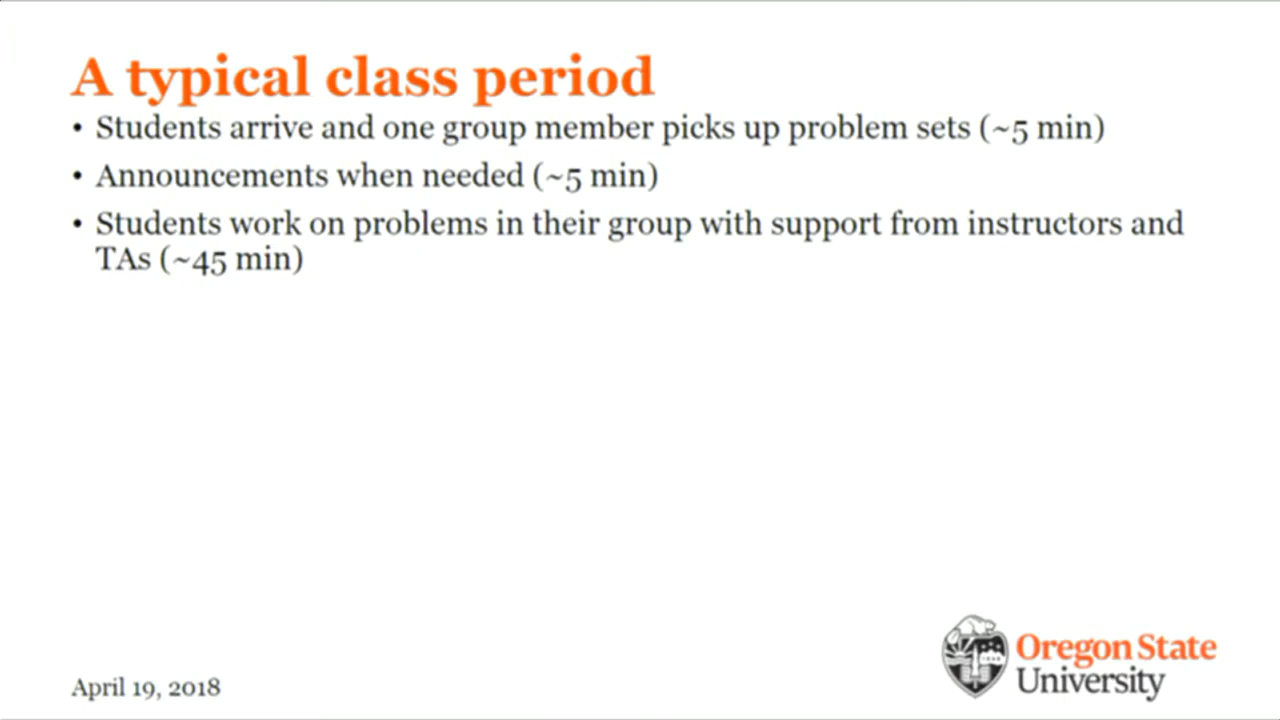 A typical class period
• Students arrive and one group member picks up problem sets (~5 min)
• Announcements when needed (~5 min)
• Students work on problems in their group with support from instructors and
TAs (~45 min)
Oregon State
University
April 19, 2018